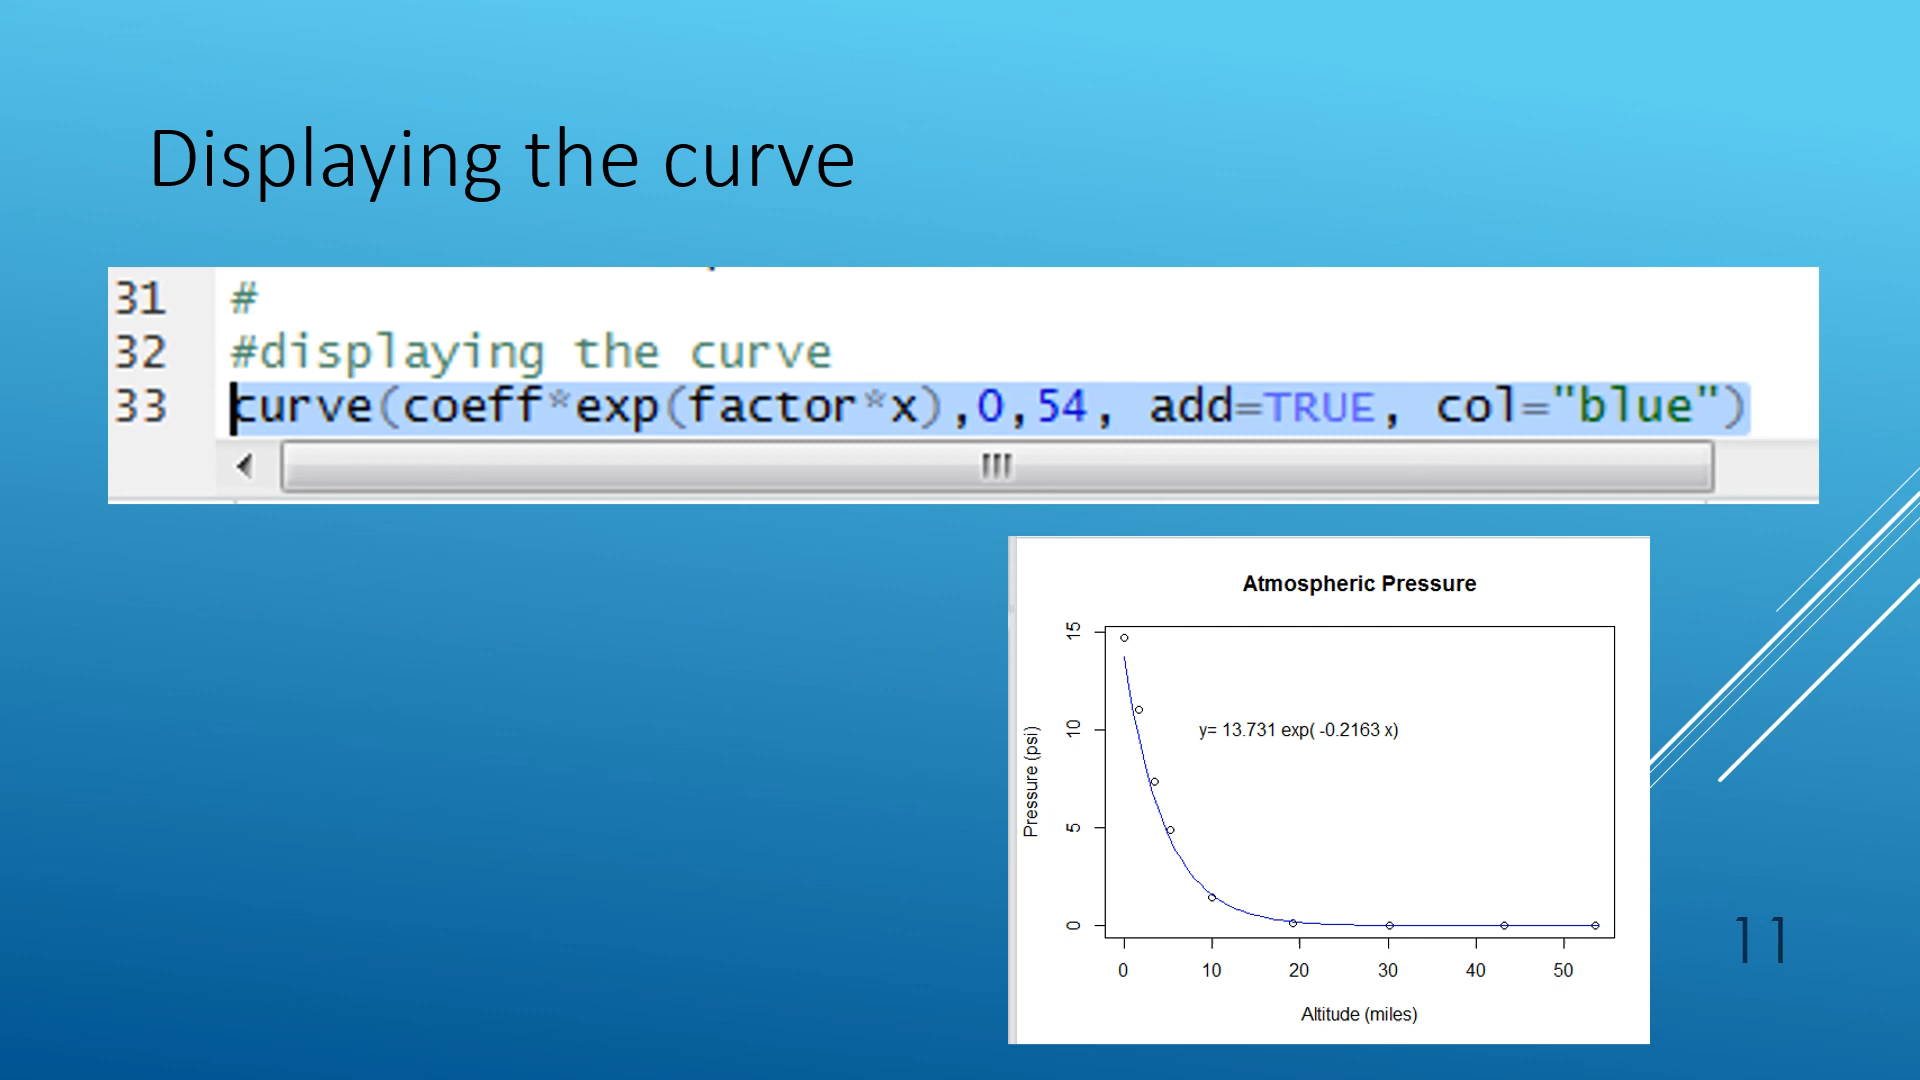 Displaying the curve
31 #
32 #displaying the curve
33 curve(coeff*exp(factor*x),0,54, add=TRUE, col="blue")
Atmospheric Pressure
15
10
5
0
Pressure (psi)
y= 13.731 exp( -0.2163 x)
0 10 20 30 40 50
Altitude (miles)
11